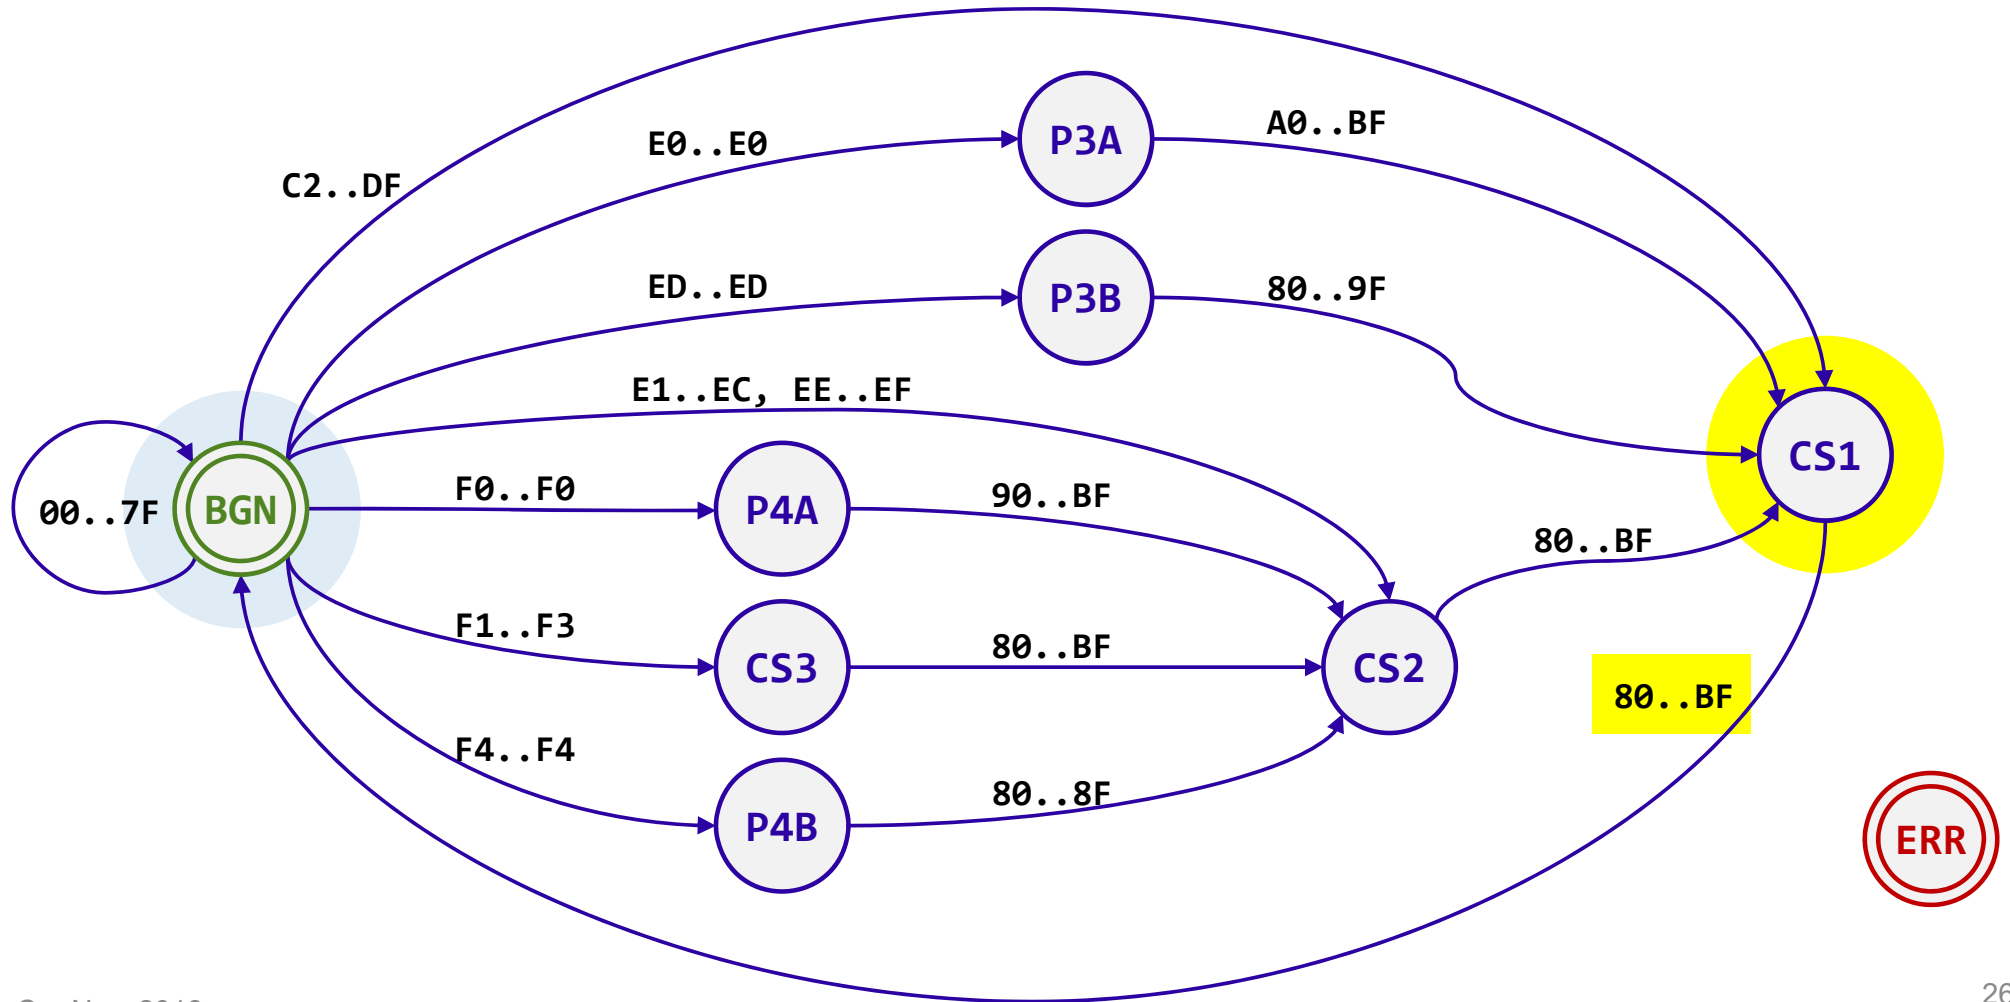 P3A
A0..BF
E0..E0
C2..DF
ED..ED
P3B
80..9F
E1..EC, EE..EF
CS1
00..7F
BGN
F0..F0
P4A
90..BF
80..BF
F1..F3
CS3
80..BF
CS2
80..BF
F4..F4
P4B
80..8F
ERR
26